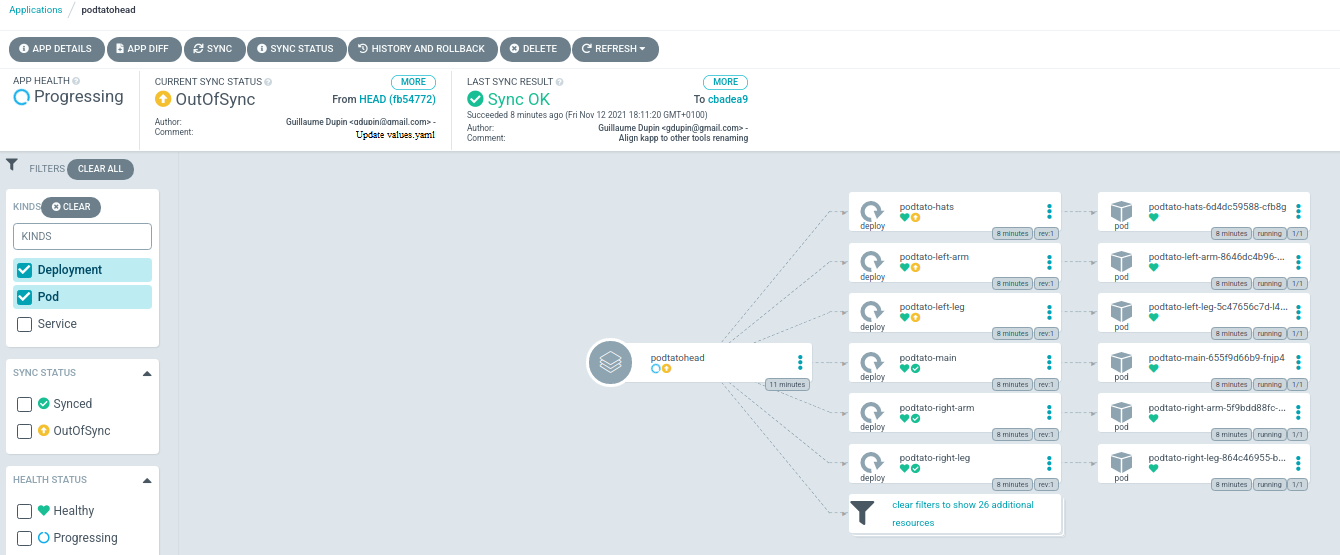 Applications / podtatohead
APP DETAILS APP DIFF SYNC SYNC STATUS HISTORY AND ROLLBACK DELETE REFRESH
APP HEALTH
Progressing
CURRENT SYNC STATUS MORE
OutOfSync From HEAD (fb54772)
Author: Guillaume Dupin <gdupin@gmail.com> -
Comment: Update values.yaml
LAST SYNC RESULT MORE
Sync OK To cbadea9
Succeeded 8 minutes ago (Fri Nov 12 2021 18:11:20 GMT+0100)
Author: Guillaume Dupin <gdupin@gmail.com> -
Comment: Align kapp to other tools renaming
FILTERS CLEAR ALL
KINDS CLEAR
KINDS
Deployment
Pod
Service
SYNC STATUS
Synced
OutOfSync
HEALTH STATUS
Healthy
Progressing
podtatohead
11 minutes
podtato-hats
deploy
8 minutes rev:1
podtato-left-arm
deploy
8 minutes rev:1
podtato-left-leg
deploy
8 minutes rev:1
podtato-main
deploy
8 minutes rev:1
podtato-right-arm
deploy
8 minutes rev:1
podtato-right-leg
deploy
8 minutes rev:1
clear filters to show 26 additional
resources
podtato-hats-6d4dc59588-cfb8g
pod
8 minutes running 1/1
podtato-left-arm-8646dc4b96-...
pod
8 minutes running 1/1
podtato-left-leg-5c47656c7d-l4...
pod
8 minutes running 1/1
podtato-main-655f9d66b9-fnjp4
pod
8 minutes running 1/1
podtato-right-arm-5f9bdd88fc-...
pod
8 minutes running 1/1
podtato-right-leg-864c46955-b...
pod
8 minutes running 1/1